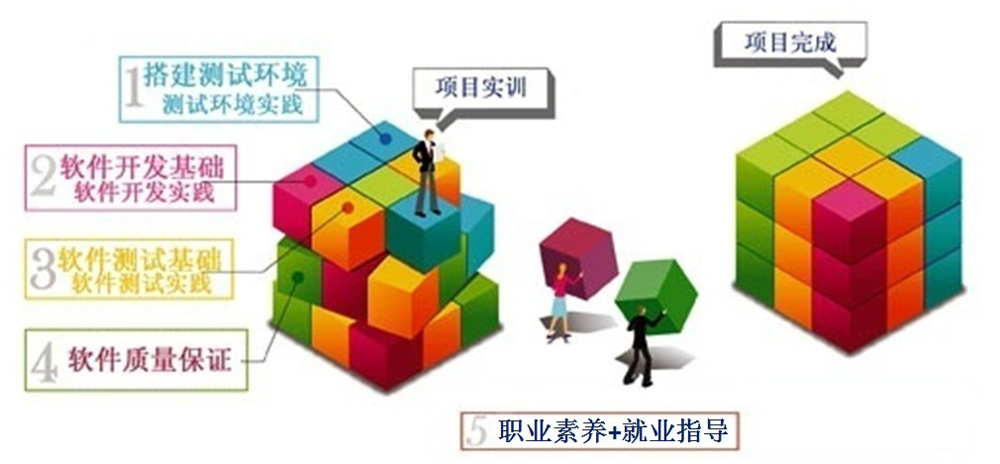 1 搭建测试环境
测试环境实践
项目实训
项目完成
2 软件开发基础
软件开发实践
3 软件测试基础
软件测试实践
4 软件质量保证
5 职业素养+就业指导